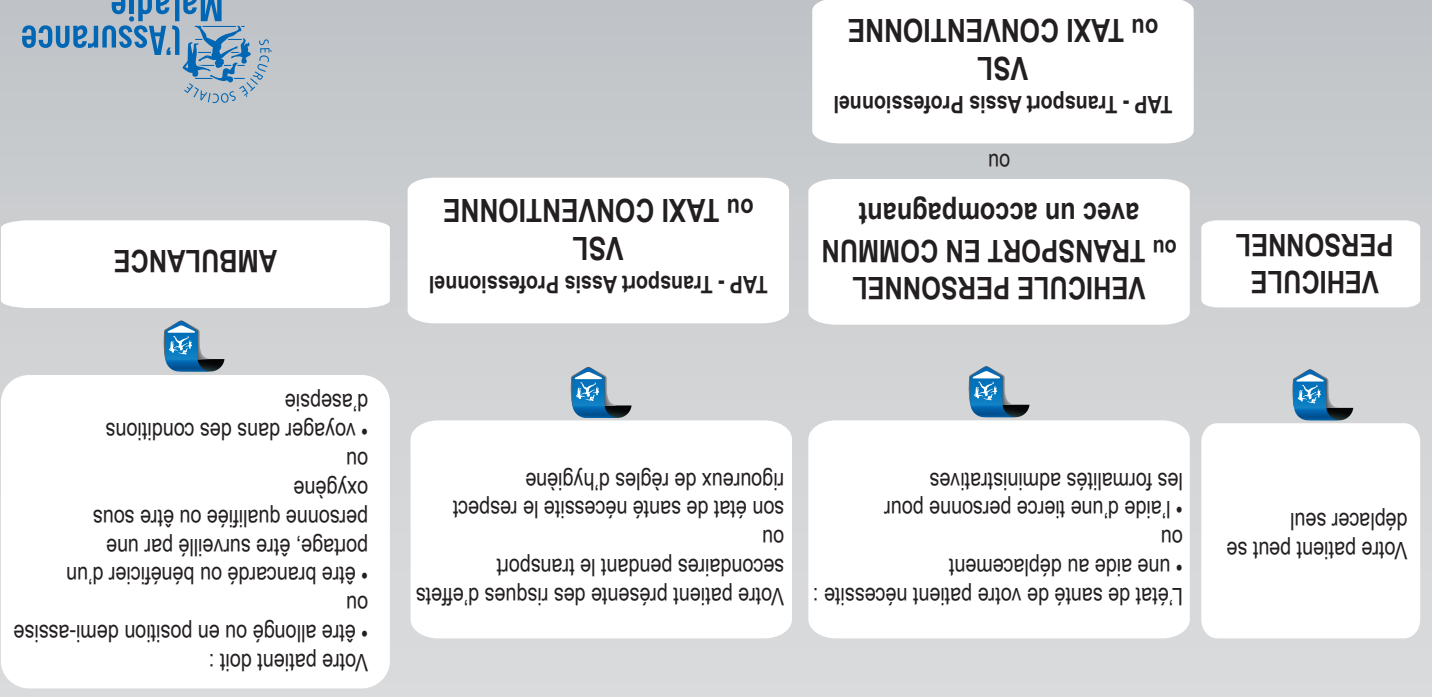 Votre patient peut se
déplacer seul
VEHICULE
PERSONNEL
L'état de santé de votre patient nécessite :
• une aide au déplacement
ou
• l'aide d'une tierce personne pour
les formalités administratives
VEHICULE PERSONNEL
ou TRANSPORT EN COMMUN
avec un accompagnant
ou
TAP - Transport Assis Professionnel
VSL
ou TAXI CONVENTIONNE
Votre patient présente des risques d'effets
secondaires pendant le transport
ou
son état de santé nécessite le respect
rigoureux de règles d'hygiène
TAP - Transport Assis Professionnel
VSL
ou TAXI CONVENTIONNE
Votre patient doit :
• être allongé ou en position demi-assise
ou
• être brancardé ou bénéficier d'un
portage, être surveillé par une
personne qualifiée ou être sous
oxygène
ou
• voyager dans des conditions
d'asepsie
AMBULANCE
SÉCURITÉ SOCIALE
l'Assurance
Maladie